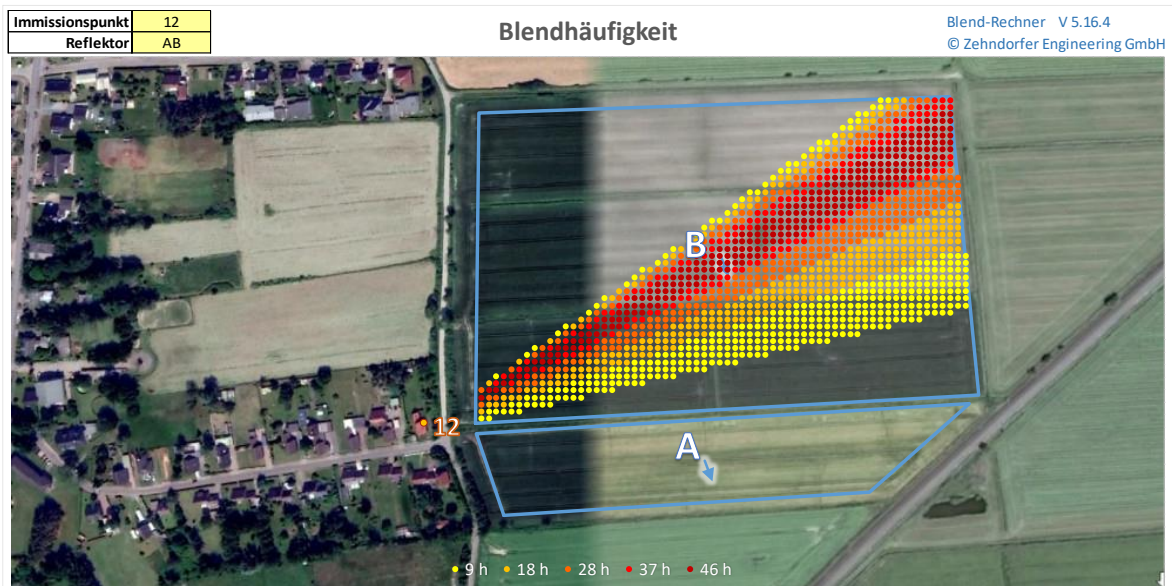 Immissionspunkt 12
Reflektor AB
Blendhäufigkeit
Blend-Rechner V 5.16.4
© Zehndorfer Engineering GmbH
B
12
A
9 h 18 h 28 h 37 h 46 h